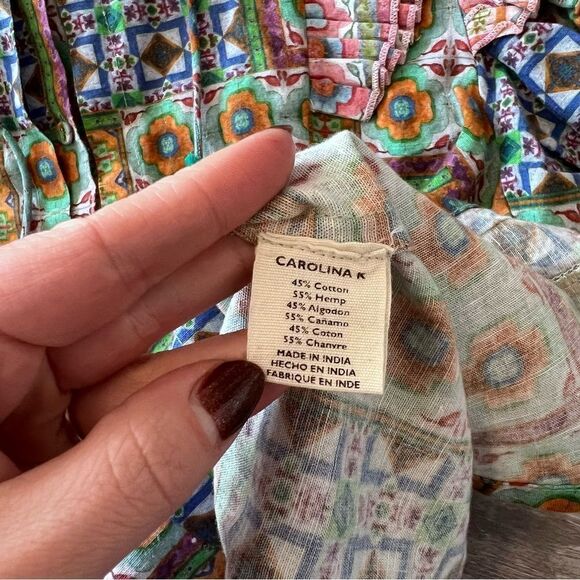 CAROLINA K
45% Cotton
55% Hemp
45% Algodon
55% Cañamo
45% Coton
55% Chanvre
MADE IN INDIA
HECHO EN INDIA
FABRIQUE EN INDE